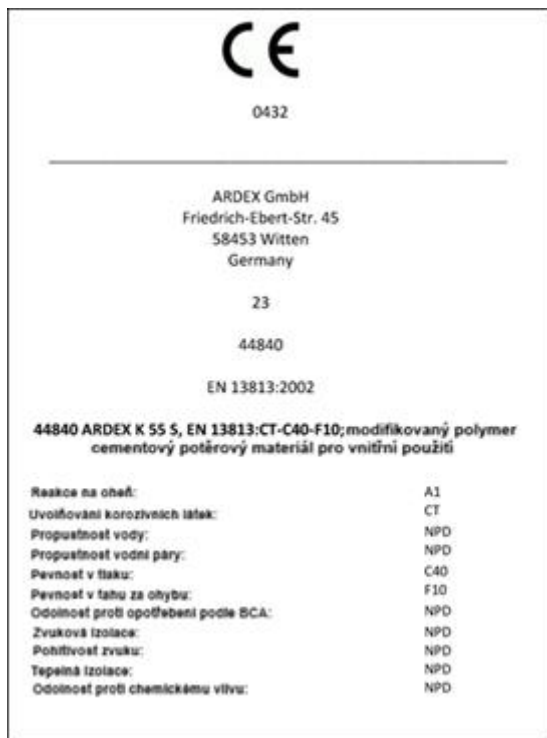 CE
0432
ARDEX GmbH
Friedrich-Ebert-Str. 45
58453 Witten
Germany
23
44840
EN 13813:2002
44840 ARDEX K 55 S, EN 13813:CT-C40-F10; modifikovaný polymer
cementový potěrový materiál pro vnitřní použití
Reakce na oheň: A1
Uvolňování korozivních látek: CT
Propustnost vody: NPD
Propustnost vodní páry: NPD
Pevnost v tlaku: C40
Pevnost v tahu za ohybu: F10
Odolnost proti opotřebení podle BCA: NPD
Zvuková izolace: NPD
Pohltivost zvuku: NPD
Tepelná izolace: NPD
Odolnost proti chemickému vlivu: NPD